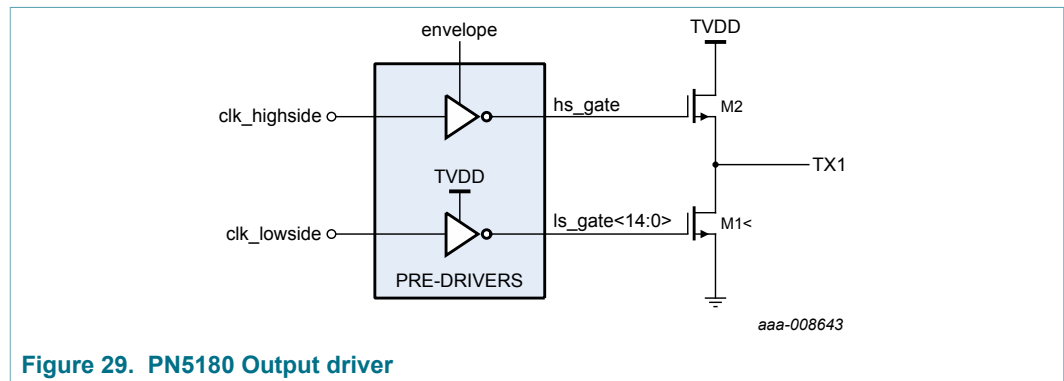 envelope
TVDD
clk_highside
hs_gate
M2
TX1
TVDD
clk_lowside
ls_gate<14:0>
M1<
PRE-DRIVERS
aaa-008643
Figure 29. PN5180 Output driver